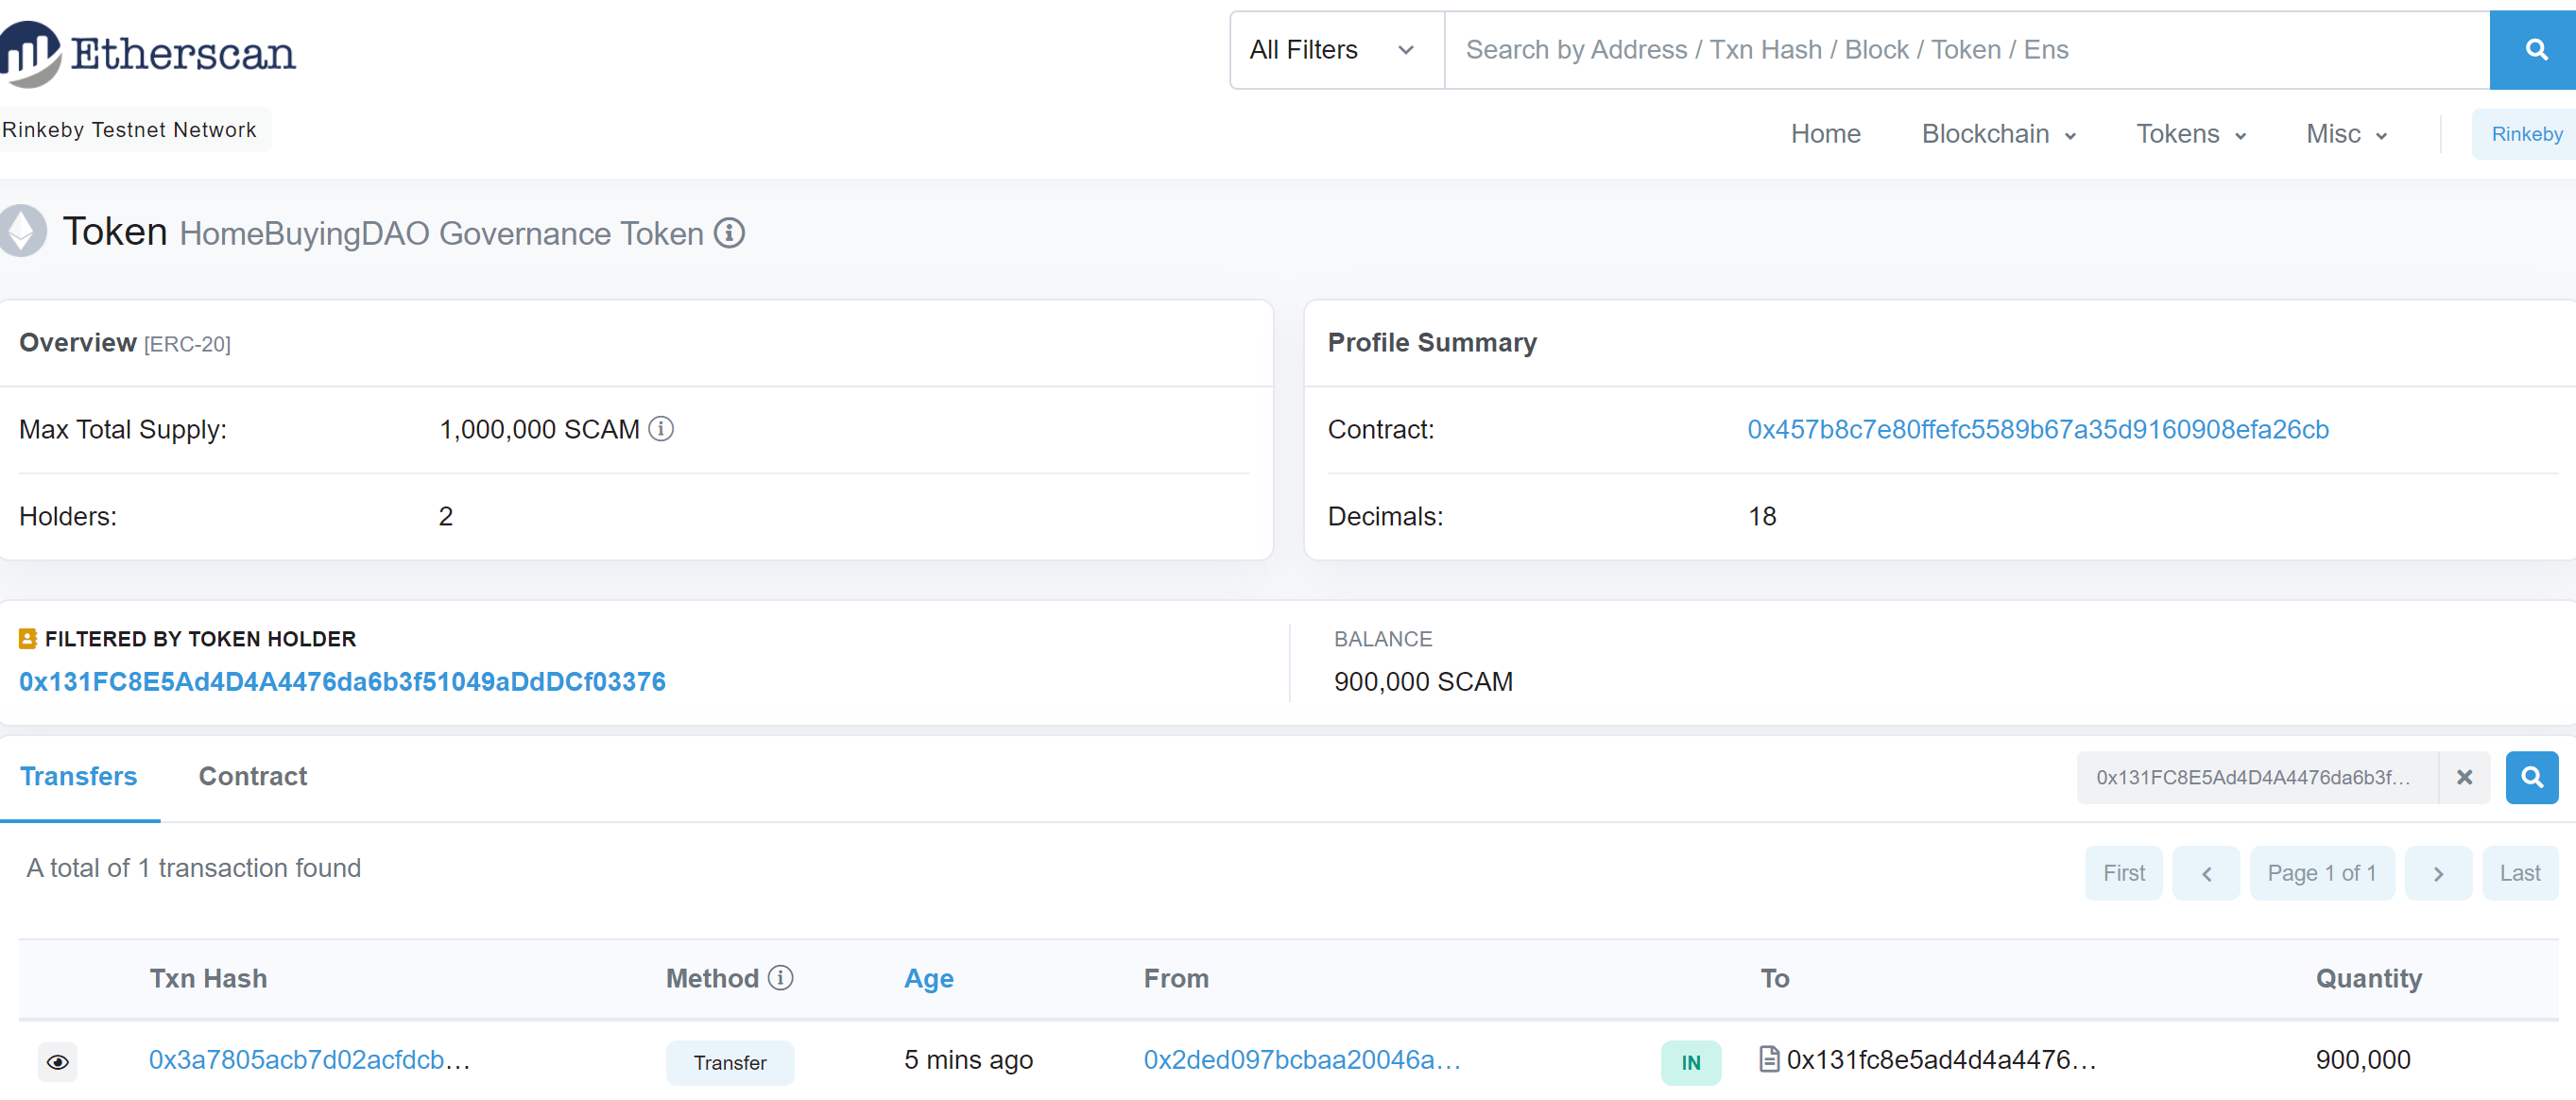 Etherscan
All Filters
Search by Address / Txn Hash / Block / Token / Ens
Rinkeby Testnet Network
Home Blockchain Tokens Misc Rinkeby
Token HomeBuyingDAO Governance Token
Overview [ERC-20]
Max Total Supply: 1,000,000 SCAM
Holders: 2
Profile Summary
Contract: 0x457b8c7e80ffefc5589b67a35d9160908efa26cb
Decimals: 18
FILTERED BY TOKEN HOLDER
0x131FC8E5Ad4D4A4476da6b3f51049aDdDCf03376
BALANCE
900,000 SCAM
Transfers Contract
0x131FC8E5Ad4D4A4476da6b3f...
A total of 1 transaction found
First Page 1 of 1 Last
Txn Hash Method Age From To Quantity
0x3a7805acb7d02acfdcb... Transfer 5 mins ago 0x2ded097bcbaa20046a... IN 0x131fc8e5ad4d4a4476... 900,000